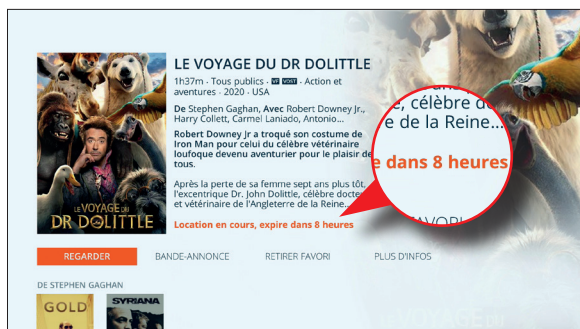 LE VOYAGE DU DR DOLITTLE
1h37m - Tous publics - VF VOST - Action et
aventures - 2020 - USA
De Stephen Gaghan, Avec Robert Downey Jr.,
Harry Collett, Carmel Laniado, Antonio...
Robert Downey Jr a troqué son costume de
Iron Man pour celui du célèbre vétérinaire
loufoque devenu aventurier pour le plaisir de
tous.
Après la perte de sa femme sept ans plus tôt,
l'excentrique Dr. John Dolittle, célèbre docte
et vétérinaire de l'Angleterre de la Reine...
Location en cours, expire dans 8 heures
, célèbre d
e de la Reine...
e dans 8 heures
FAVORI
LE VOYAGE DU
DR DOLITTLE
REGARDER BANDE-ANNONCE RETIRER FAVORI PLUS D'INFOS
DE STEPHEN GAGHAN
GOLD SYRIANA